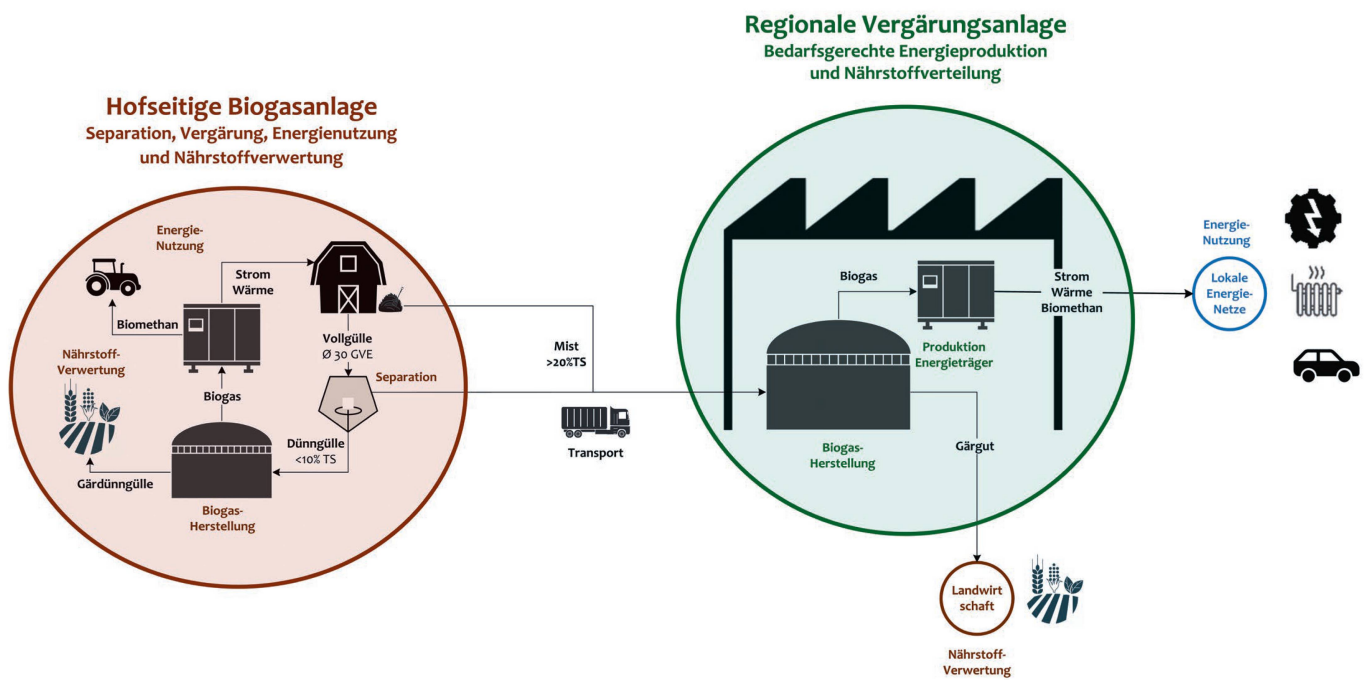 Regionale Vergärungsanlage
Bedarfsgerechte Energieproduktion
und Nährstoffverteilung
Hofseitige Biogasanlage
Separation, Vergärung, Energienutzung
und Nährstoffverwertung
Energie-
Nutzung
Strom
Wärme
Biomethan
Vollgülle
Ø 30 GVE
Nährstoff-
Verwertung
Separation
Biogas
Dünngülle
<10% TS
Gärdünngülle
Biogas-
Herstellung
Mist
>20%TS
Transport
Biogas
Strom
Wärme
Biomethan
Produktion
Energieträger
Biogas-
Herstellung
Gärgut
Energie-
Nutzung
Lokale
Energie-
Netze
Landwirt
schaft
Nährstoff-
Verwertung